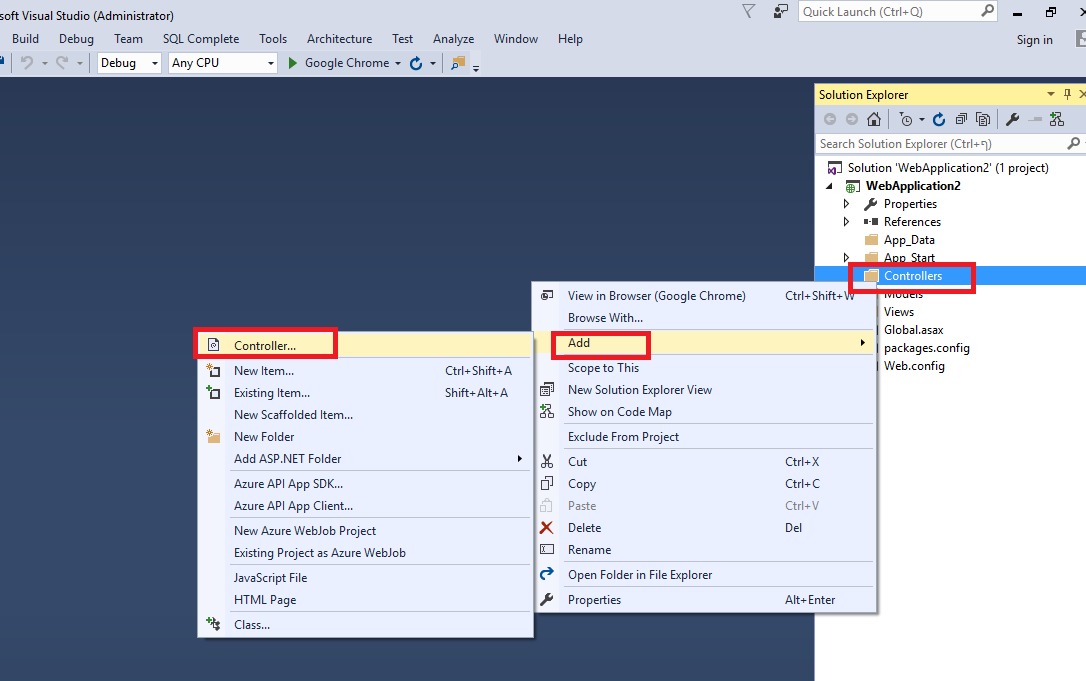 soft Visual Studio (Administrator)
Quick Launch (Ctrl+Q)
Build Debug Team SQL Complete Tools Architecture Test Analyze Window Help
Sign in
Debug Any CPU Google Chrome
Solution Explorer
Search Solution Explorer (Ctrl+ף)
Solution 'WebApplication2' (1 project)
WebApplication2
Properties
References
App_Data
App_Start
Controllers
Models
Views
Global.asax
packages.config
Web.config
View in Browser (Google Chrome) Ctrl+Shift+W
Browse With...
Add
Scope to This
New Solution Explorer View
Show on Code Map
Exclude From Project
Cut Ctrl+X
Copy Ctrl+C
Paste Ctrl+V
Delete Del
Rename
Open Folder in File Explorer
Properties Alt+Enter
Controller...
New Item... Ctrl+Shift+A
Existing Item... Shift+Alt+A
New Scaffolded Item...
New Folder
Add ASP.NET Folder
Azure API App SDK...
Azure API App Client...
New Azure WebJob Project
Existing Project as Azure WebJob
JavaScript File
HTML Page
Class...